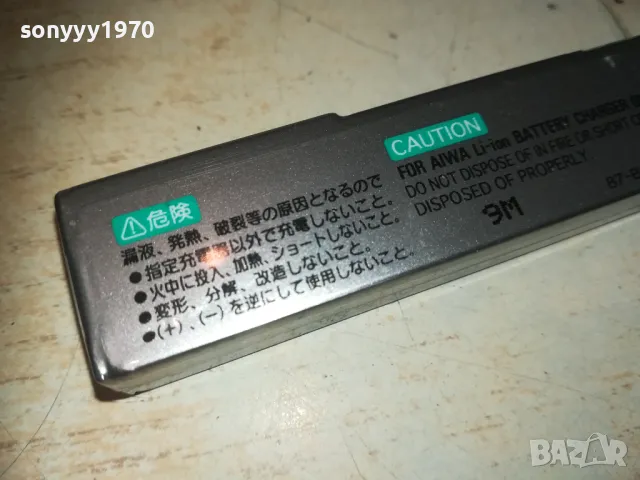 sonyyy1970
⚠危険
漏液、発熱、破裂等の原因となるので
●指定充電器以外で充電しないこと。
●火中に投入、加熱、ショートしないこと。
●変形、分解、改造しないこと。
●(+)、(−)を逆にして使用しないこと。
CAUTION
FOR AIWA Li-ion BATTERY CHARGER
DO NOT DISPOSE OF IN FIRE OR SHORT
DISPOSED OF PROPERLY.
87-
9M
BAZAR